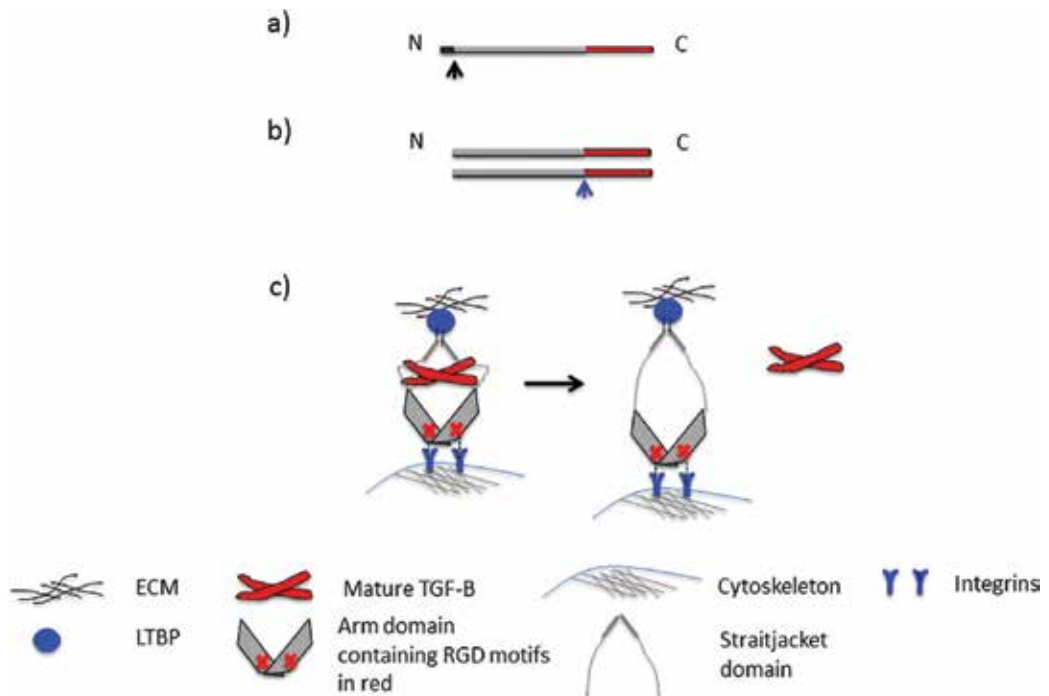 a)
N
C
b)
N
C
c)
ECM
Mature TGF-B
Cytoskeleton
Integrins
LTBP
Arm domain
containing RGD motifs
in red
Straitjacket
domain